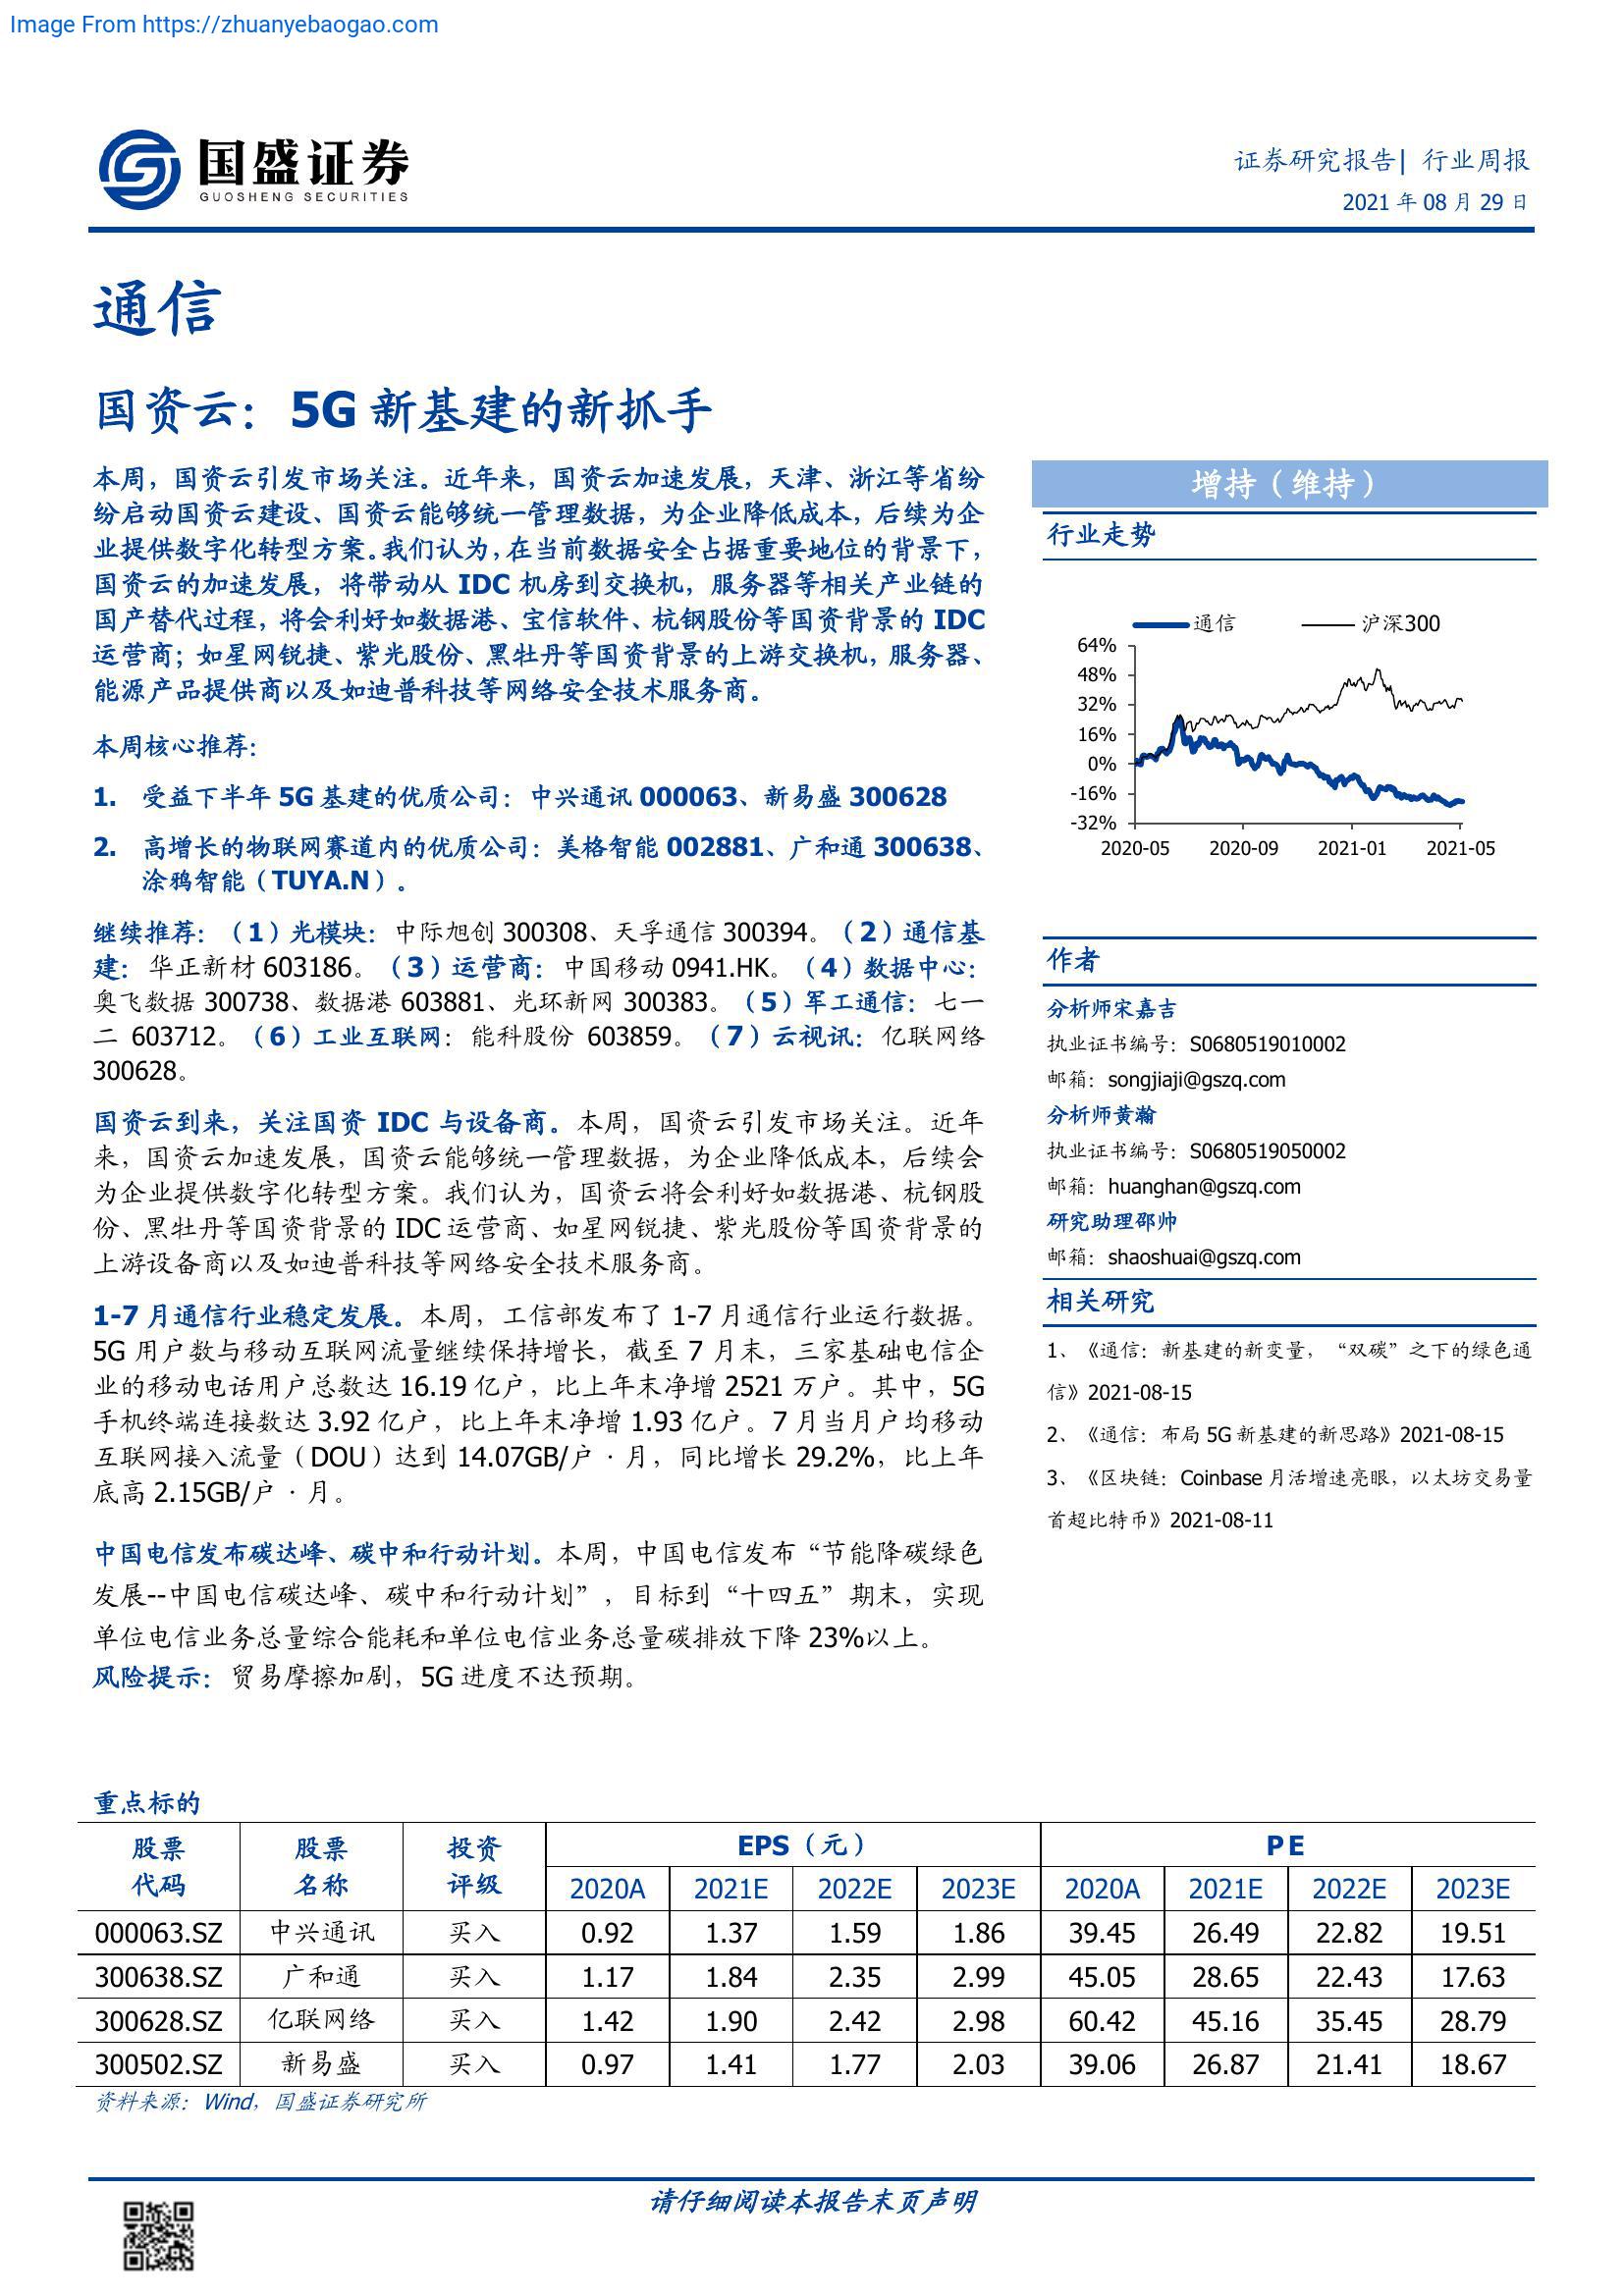 Image From https://zhuanyebaogao.com
国盛证券
GUOSHENG SECURITIES
证券研究报告| 行业周报
2021 年 08 月 29 日
通信
国资云：5G 新基建的新抓手
本周，国资云引发市场关注。近年来，国资云加速发展，天津、浙江等省纷
纷启动国资云建设、国资云能够统一管理数据，为企业降低成本，后续为企
业提供数字化转型方案。我们认为，在当前数据安全占据重要地位的背景下，
国资云的加速发展，将带动从 IDC 机房到交换机，服务器等相关产业链的
国产替代过程，将会利好如数据港、宝信软件、杭钢股份等国资背景的 IDC
运营商；如星网锐捷、紫光股份、黑牡丹等国资背景的上游交换机，服务器、
能源产品提供商以及如迪普科技等网络安全技术服务商。
本周核心推荐：
1. 受益下半年 5G 基建的优质公司：中兴通讯 000063、新易盛 300628
2. 高增长的物联网赛道内的优质公司：美格智能 002881、广和通 300638、
涂鸦智能（TUYA.N）。
继续推荐：（1）光模块：中际旭创 300308、天孚通信 300394。（2）通信基
建：华正新材 603186。（3）运营商：中国移动 0941.HK。（4）数据中心：
奥飞数据 300738、数据港 603881、光环新网 300383。（5）军工通信：七一
二 603712。（6）工业互联网：能科股份 603859。（7）云视讯：亿联网络
300628。
国资云到来，关注国资 IDC 与设备商。本周，国资云引发市场关注。近年
来，国资云加速发展，国资云能够统一管理数据，为企业降低成本，后续会
为企业提供数字化转型方案。我们认为，国资云将会利好如数据港、杭钢股
份、黑牡丹等国资背景的 IDC 运营商、如星网锐捷、紫光股份等国资背景的
上游设备商以及如迪普科技等网络安全技术服务商。
1-7 月通信行业稳定发展。本周，工信部发布了 1-7 月通信行业运行数据。
5G 用户数与移动互联网流量继续保持增长，截至 7 月末，三家基础电信企
业的移动电话用户总数达 16.19 亿户，比上年末净增 2521 万户。其中，5G
手机终端连接数达 3.92 亿户，比上年末净增 1.93 亿户。7 月当月户均移动
互联网接入流量（DOU）达到 14.07GB/户·月，同比增长 29.2%，比上年
底高 2.15GB/户·月。
中国电信发布碳达峰、碳中和行动计划。本周，中国电信发布“节能降碳绿色
发展--中国电信碳达峰、碳中和行动计划”，目标到“十四五”期末，实现
单位电信业务总量综合能耗和单位电信业务总量碳排放下降 23%以上。
风险提示：贸易摩擦加剧，5G 进度不达预期。
增持（维持）
行业走势
通信 沪深300
64%
48%
32%
16%
0%
-16%
-32%
2020-05 2020-09 2021-01 2021-05
作者
分析师宋嘉吉
执业证书编号：S0680519010002
邮箱：songjiaji@gszq.com
分析师黄瀚
执业证书编号：S0680519050002
邮箱：huanghan@gszq.com
研究助理邵帅
邮箱：shaoshuai@gszq.com
相关研究
1、《通信：新基建的新变量，“双碳”之下的绿色通
信》2021-08-15
2、《通信：布局 5G 新基建的新思路》2021-08-15
3、《区块链：Coinbase 月活增速亮眼，以太坊交易量
首超比特币》2021-08-11
重点标的
股票 股票 投资 EPS（元） PE
代码 名称 评级 2020A 2021E 2022E 2023E 2020A 2021E 2022E 2023E
000063.SZ 中兴通讯 买入 0.92 1.37 1.59 1.86 39.45 26.49 22.82 19.51
300638.SZ 广和通 买入 1.17 1.84 2.35 2.99 45.05 28.65 22.43 17.63
300628.SZ 亿联网络 买入 1.42 1.90 2.42 2.98 60.42 45.16 35.45 28.79
300502.SZ 新易盛 买入 0.97 1.41 1.77 2.03 39.06 26.87 21.41 18.67
资料来源：Wind，国盛证券研究所
请仔细阅读本报告末页声明